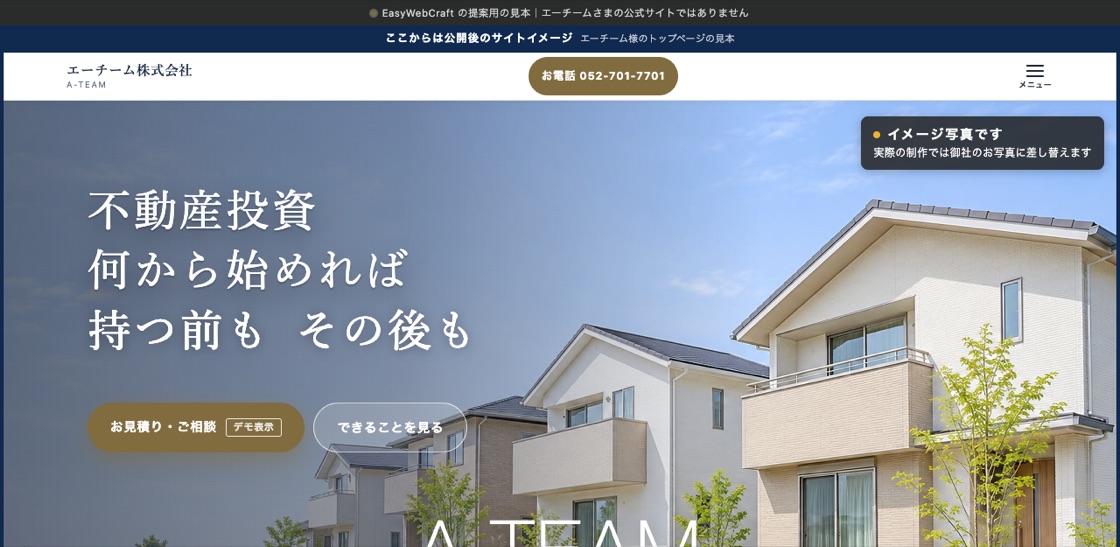 EasyWebCraft の提案用の見本｜エーチームさまの公式サイトではありません
ここからは公開後のサイトイメージ エーチーム様のトップページの見本
エーチーム株式会社
A-TEAM
お電話 052-701-7701
メニュー
イメージ写真です
実際の制作では御社のお写真に差し替えます
不動産投資
何から始めれば
持つ前も その後も
お見積り・ご相談 デモ表示
できることを見る
A-TEAM